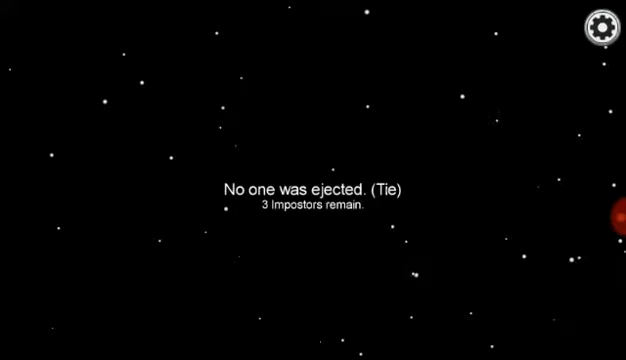 No one was ejected. (Tie)
3 Impostors remain.